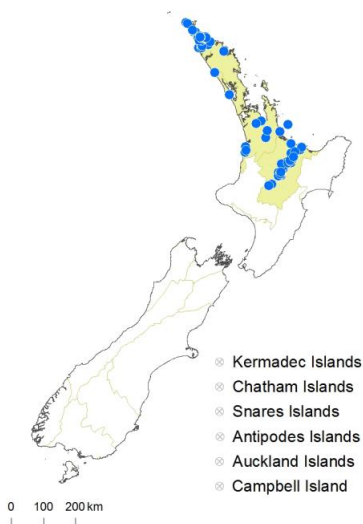 Kermadec Islands
Chatham Islands
Snares Islands
Antipodes Islands
Auckland Islands
Campbell Island
0 100 200 km